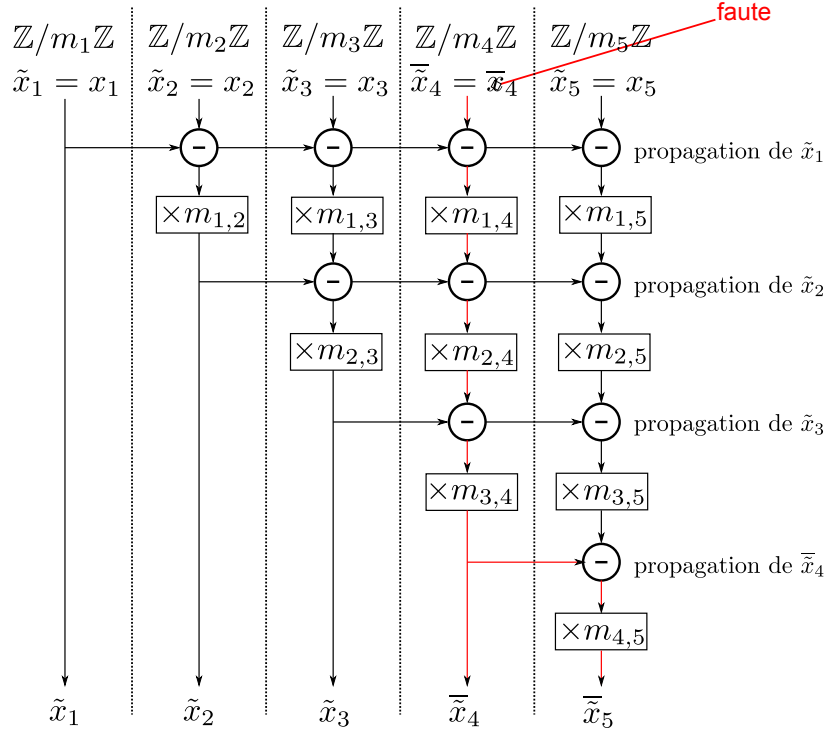 faute
ℤ/m₁ℤ ℤ/m₂ℤ ℤ/m₃ℤ ℤ/m₄ℤ ℤ/m₅ℤ
x̃₁ = x₁ x̃₂ = x₂ x̃₃ = x₃ x̃̅₄ = x̅₄ x̃₅ = x₅
− − − − propagation de x̃₁
×m₁,₂ ×m₁,₃ ×m₁,₄ ×m₁,₅
− − − propagation de x̃₂
×m₂,₃ ×m₂,₄ ×m₂,₅
− − propagation de x̃₃
×m₃,₄ ×m₃,₅
− propagation de x̃̅₄
×m₄,₅
x̃₁ x̃₂ x̃₃ x̃̅₄ x̃̅₅